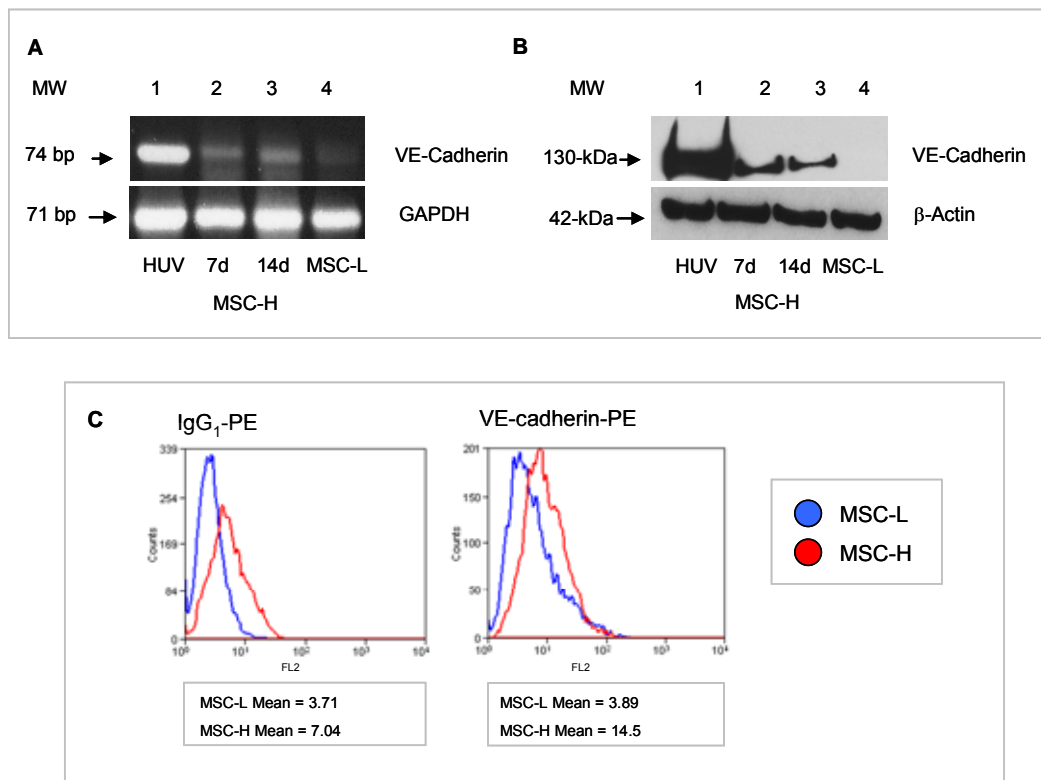 A
MW 1 2 3 4
74 bp VE-Cadherin
71 bp GAPDH
HUV 7d 14d MSC-L
MSC-H
B
MW 1 2 3 4
130-kDa VE-Cadherin
42-kDa β-Actin
HUV 7d 14d MSC-L
MSC-H
C
IgG1-PE
339
254
169
84
0
Counts
10⁰ 10¹ 10² 10³ 10⁴
FL2
MSC-L Mean = 3.71
MSC-H Mean = 7.04
VE-cadherin-PE
201
150
100
50
0
Counts
10⁰ 10¹ 10² 10³ 10⁴
FL2
MSC-L Mean = 3.89
MSC-H Mean = 14.5
MSC-L
MSC-H